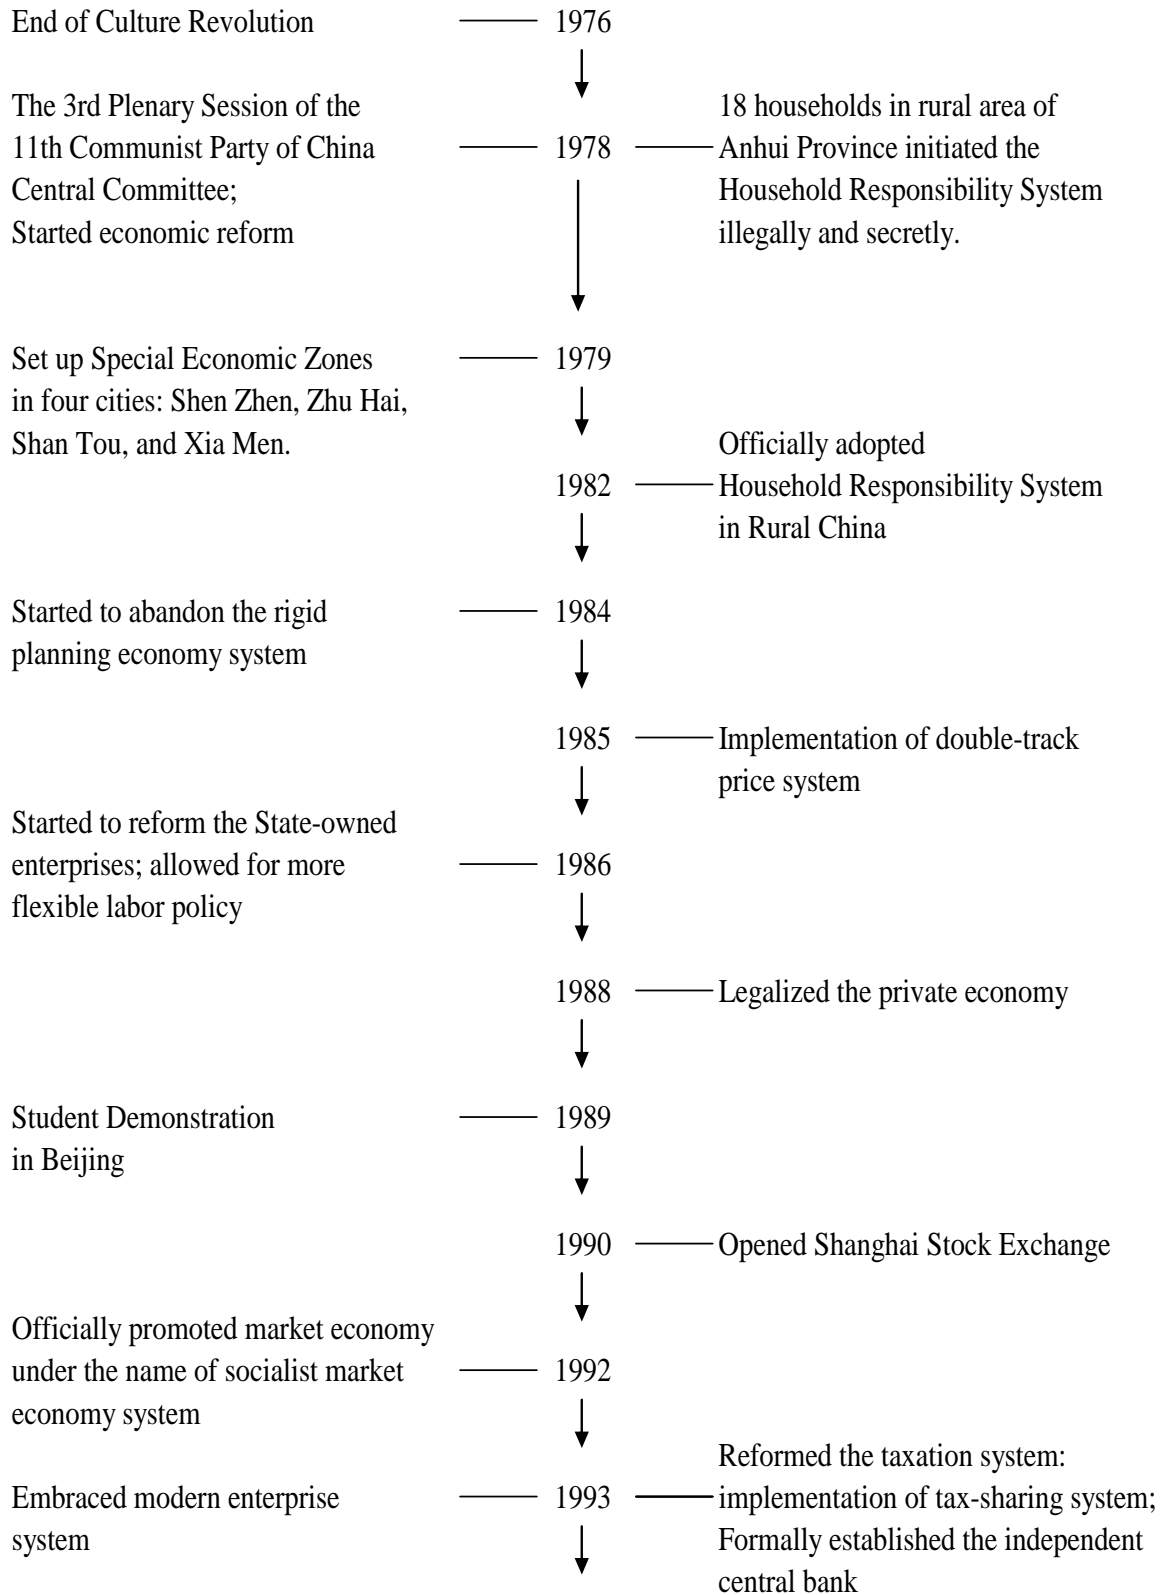 End of Culture Revolution
1976
The 3rd Plenary Session of the
11th Communist Party of China
Central Committee;
Started economic reform
1978
18 households in rural area of
Anhui Province initiated the
Household Responsibility System
illegally and secretly.
Set up Special Economic Zones
in four cities: Shen Zhen, Zhu Hai,
Shan Tou, and Xia Men.
1979
1982
Officially adopted
Household Responsibility System
in Rural China
Started to abandon the rigid
planning economy system
1984
1985
Implementation of double-track
price system
Started to reform the State-owned
enterprises; allowed for more
flexible labor policy
1986
1988
Legalized the private economy
Student Demonstration
in Beijing
1989
1990
Opened Shanghai Stock Exchange
Officially promoted market economy
under the name of socialist market
economy system
1992
Embraced modern enterprise
system
1993
Reformed the taxation system:
implementation of tax-sharing system;
Formally established the independent
central bank